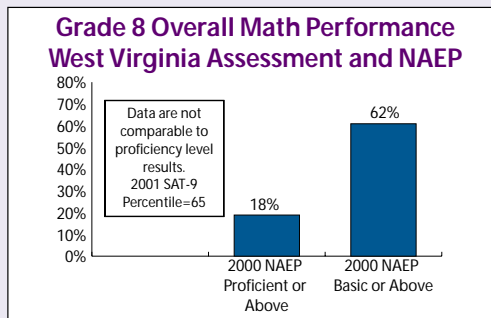 Grade 8 Overall Math Performance
West Virginia Assessment and NAEP
80%
70%
60%
50%
40%
30%
20%
10%
0%
Data are not
comparable to
proficiency level
results.
2001 SAT-9
Percentile=65
18%
62%
2000 NAEP
Proficient or
Above
2000 NAEP
Basic or Above